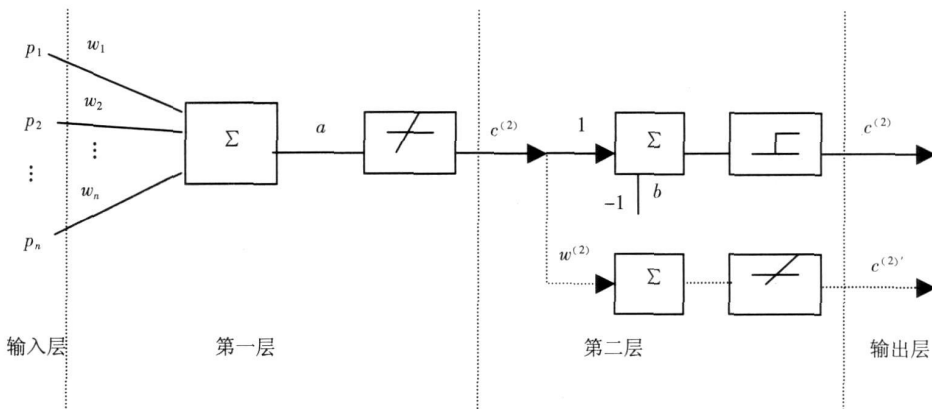 p₁ w₁
p₂ w₂
⋮ ⋯
wₙ
pₙ
Σ a c⁽²⁾ 1 Σ c⁽²⁾
−1 b
w⁽²⁾ Σ c⁽²⁾′
输入层 第一层 第二层 输出层